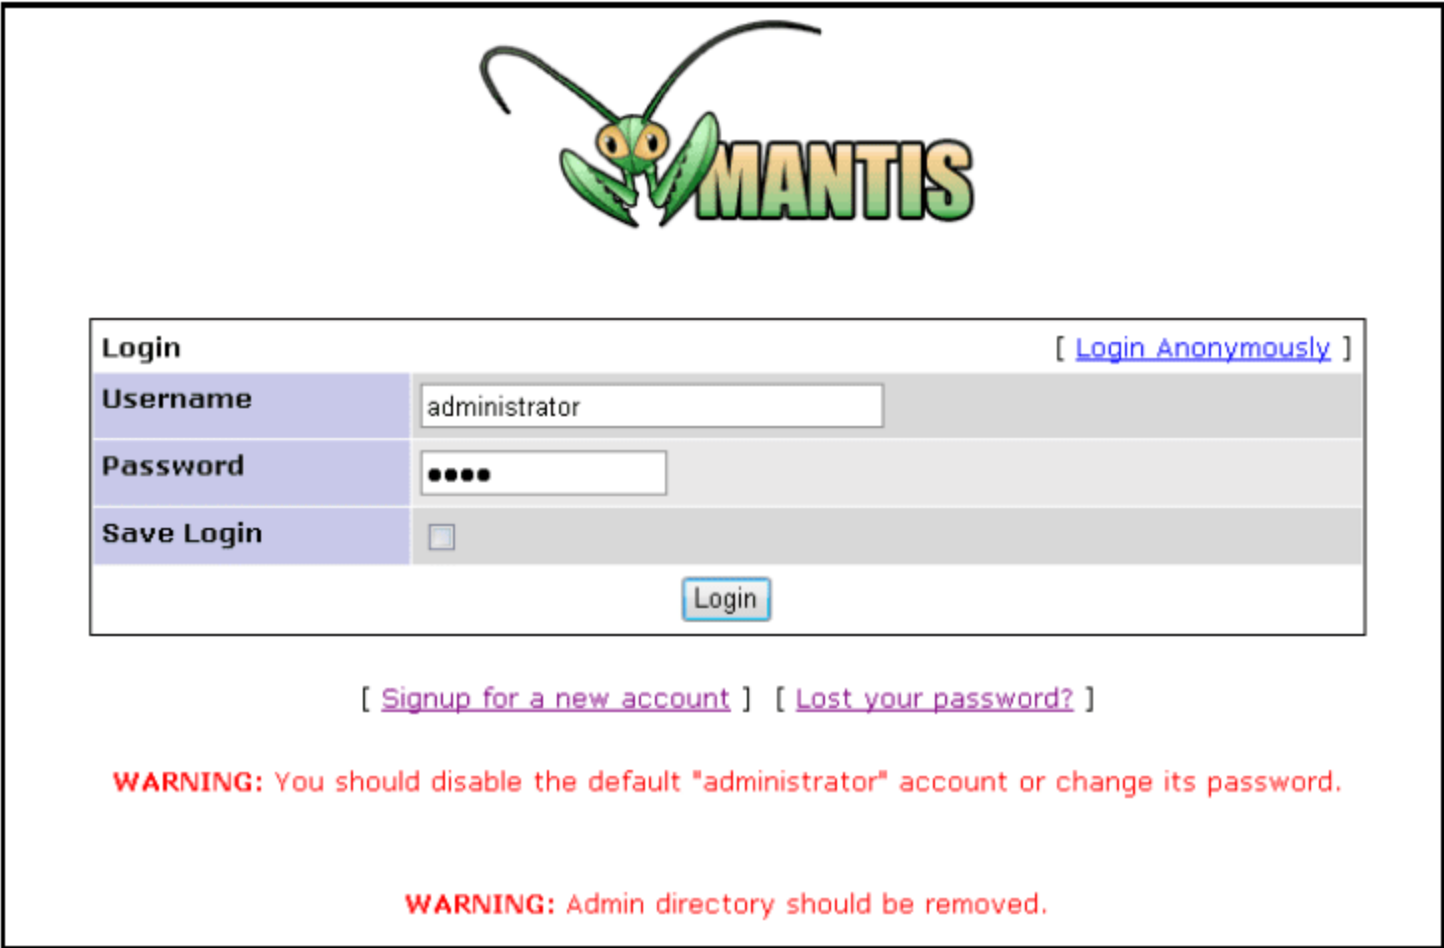 MANTIS
Login [ Login Anonymously ]
Username administrator
Password ••••
Save Login
Login
[ Signup for a new account ] [ Lost your password? ]
WARNING: You should disable the default "administrator" account or change its password.
WARNING: Admin directory should be removed.